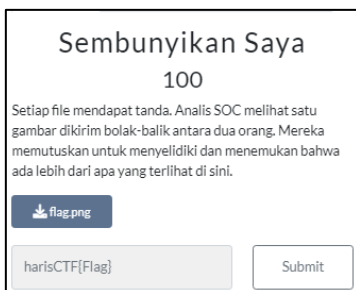 Sembunyikan Saya
100
Setiap file mendapat tanda. Analis SOC melihat satu
gambar dikirim bolak-balik antara dua orang. Mereka
memutuskan untuk menyelidiki dan menemukan bahwa
ada lebih dari apa yang terlihat di sini.
flag.png
harisCTF{Flag} Submit